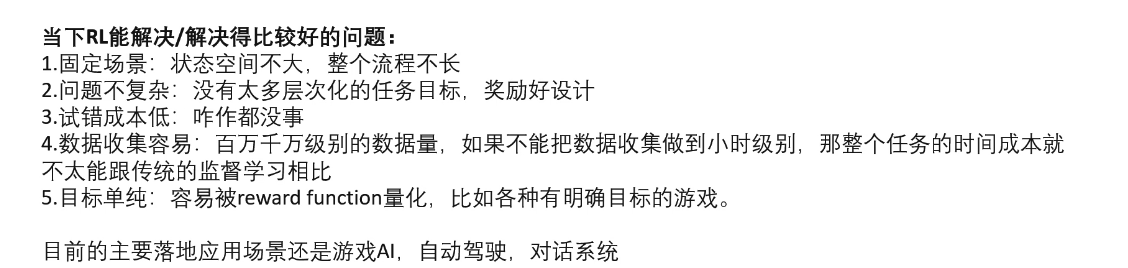 当下RL能解决/解决得比较好的问题：
1.固定场景：状态空间不大，整个流程不长
2.问题不复杂：没有太多层次化的任务目标，奖励好设计
3.试错成本低：咋作都没事
4.数据收集容易：百万千万级别的数据量，如果不能把数据收集做到小时级别，那整个任务的时间成本就
不太能跟传统的监督学习相比
5.目标单纯：容易被reward function量化，比如各种有明确目标的游戏。
目前的主要落地应用场景还是游戏AI，自动驾驶，对话系统